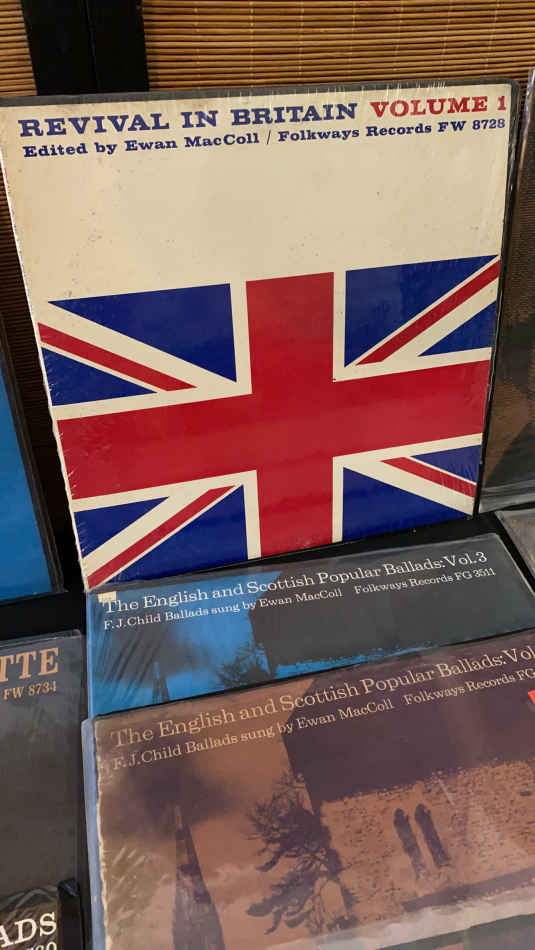 REVIVAL IN BRITAIN VOLUME 1
Edited by Ewan MacColl / Folkways Records FW 8728
The English and Scottish Popular Ballads: Vol. 3
F. J. Child Ballads sung by Ewan MacColl Folkways Records FG 3511
The English and Scottish Popular Ballads: Vol
F. J. Child Ballads sung by Ewan MacColl Folkways Records FG
TTE
FW 8734
ADS